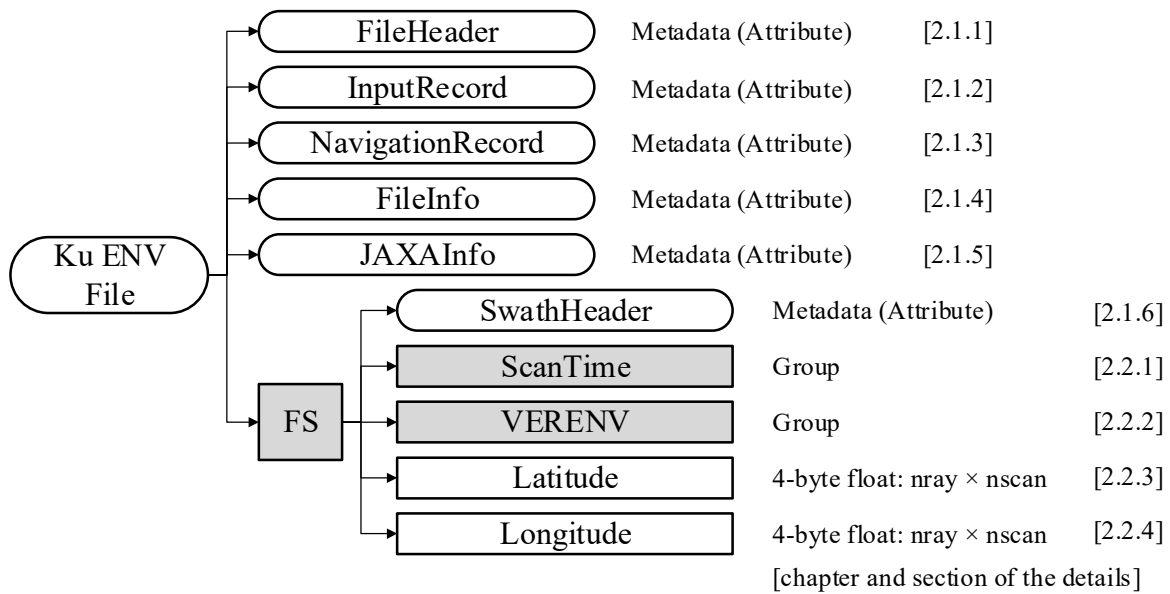 FileHeader Metadata (Attribute) [2.1.1]
InputRecord Metadata (Attribute) [2.1.2]
NavigationRecord Metadata (Attribute) [2.1.3]
FileInfo Metadata (Attribute) [2.1.4]
JAXAInfo Metadata (Attribute) [2.1.5]
Ku ENV
File
SwathHeader Metadata (Attribute) [2.1.6]
ScanTime Group [2.2.1]
FS
VERENV Group [2.2.2]
Latitude 4-byte float: nray × nscan [2.2.3]
Longitude 4-byte float: nray × nscan [2.2.4]
[chapter and section of the details]